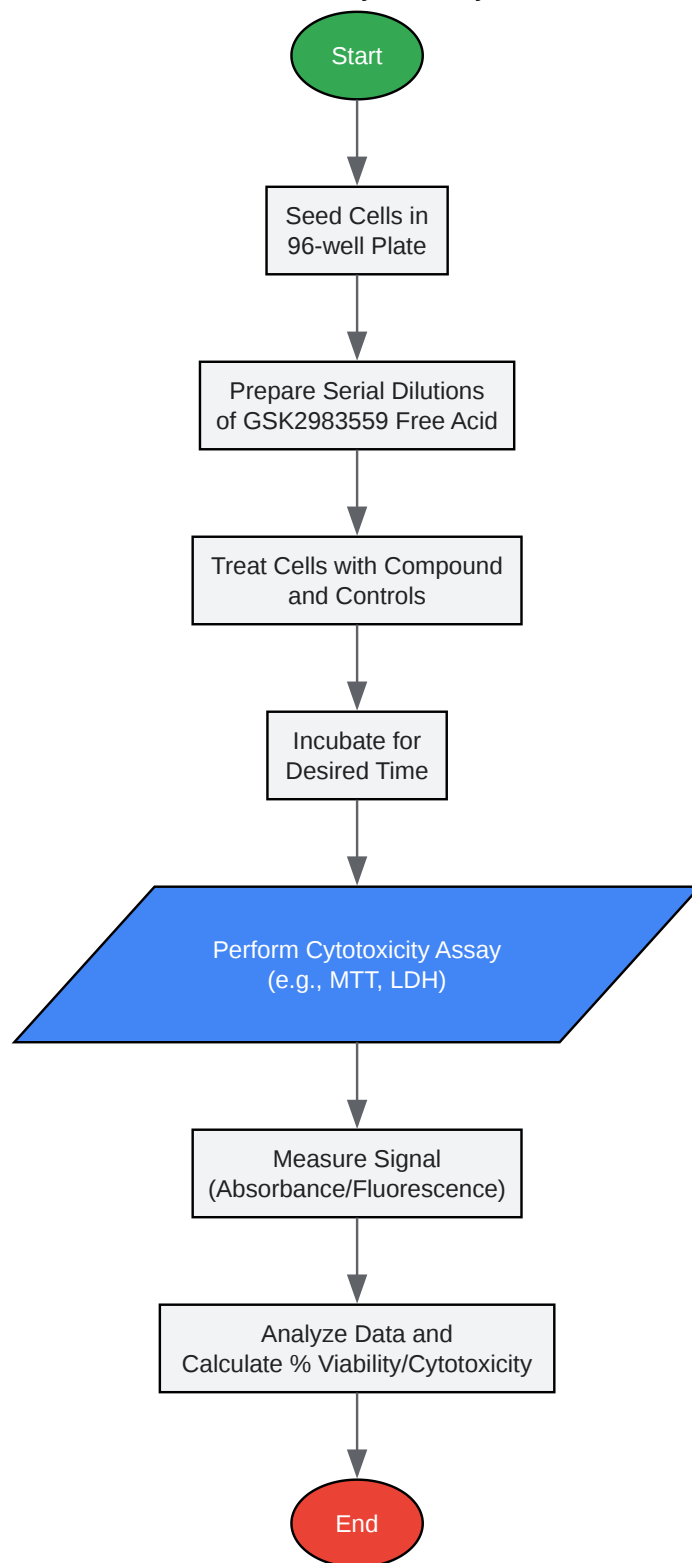 Start
Seed Cells in
96-well Plate
Prepare Serial Dilutions
of GSK2983559 Free Acid
Treat Cells with Compound
and Controls
Incubate for
Desired Time
Perform Cytotoxicity Assay
(e.g., MTT, LDH)
Measure Signal
(Absorbance/Fluorescence)
Analyze Data and
Calculate % Viability/Cytotoxicity
End